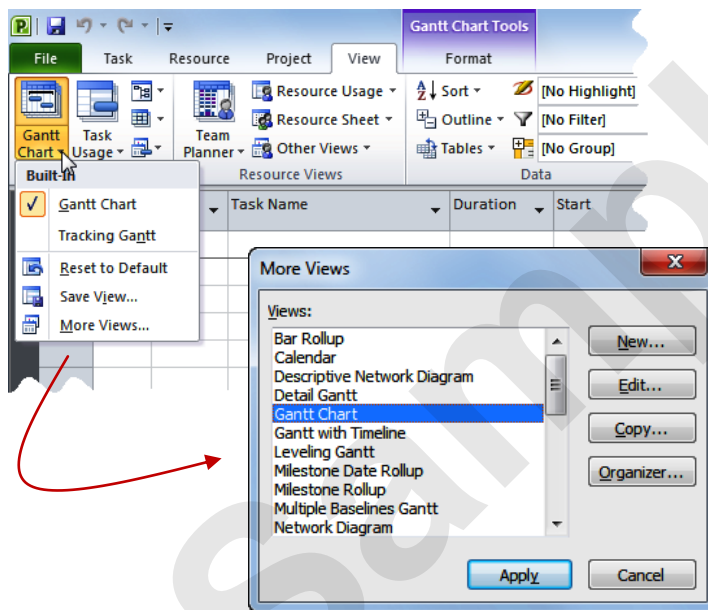 Gantt Chart Tools
File Task Resource Project View Format
Resource Usage Sort [No Highlight]
Resource Sheet Outline [No Filter]
Gantt Chart Task Usage Team Planner Other Views Tables [No Group]
Resource Views Data
Built-In
Gantt Chart
Tracking Gantt
Reset to Default
Save View...
More Views...
Task Name Duration Start
More Views
Views:
Bar Rollup
Calendar
Descriptive Network Diagram
Detail Gantt
Gantt Chart
Gantt with Timeline
Leveling Gantt
Milestone Date Rollup
Milestone Rollup
Multiple Baselines Gantt
Network Diagram
New...
Edit...
Copy...
Organizer...
Apply
Cancel
Sample